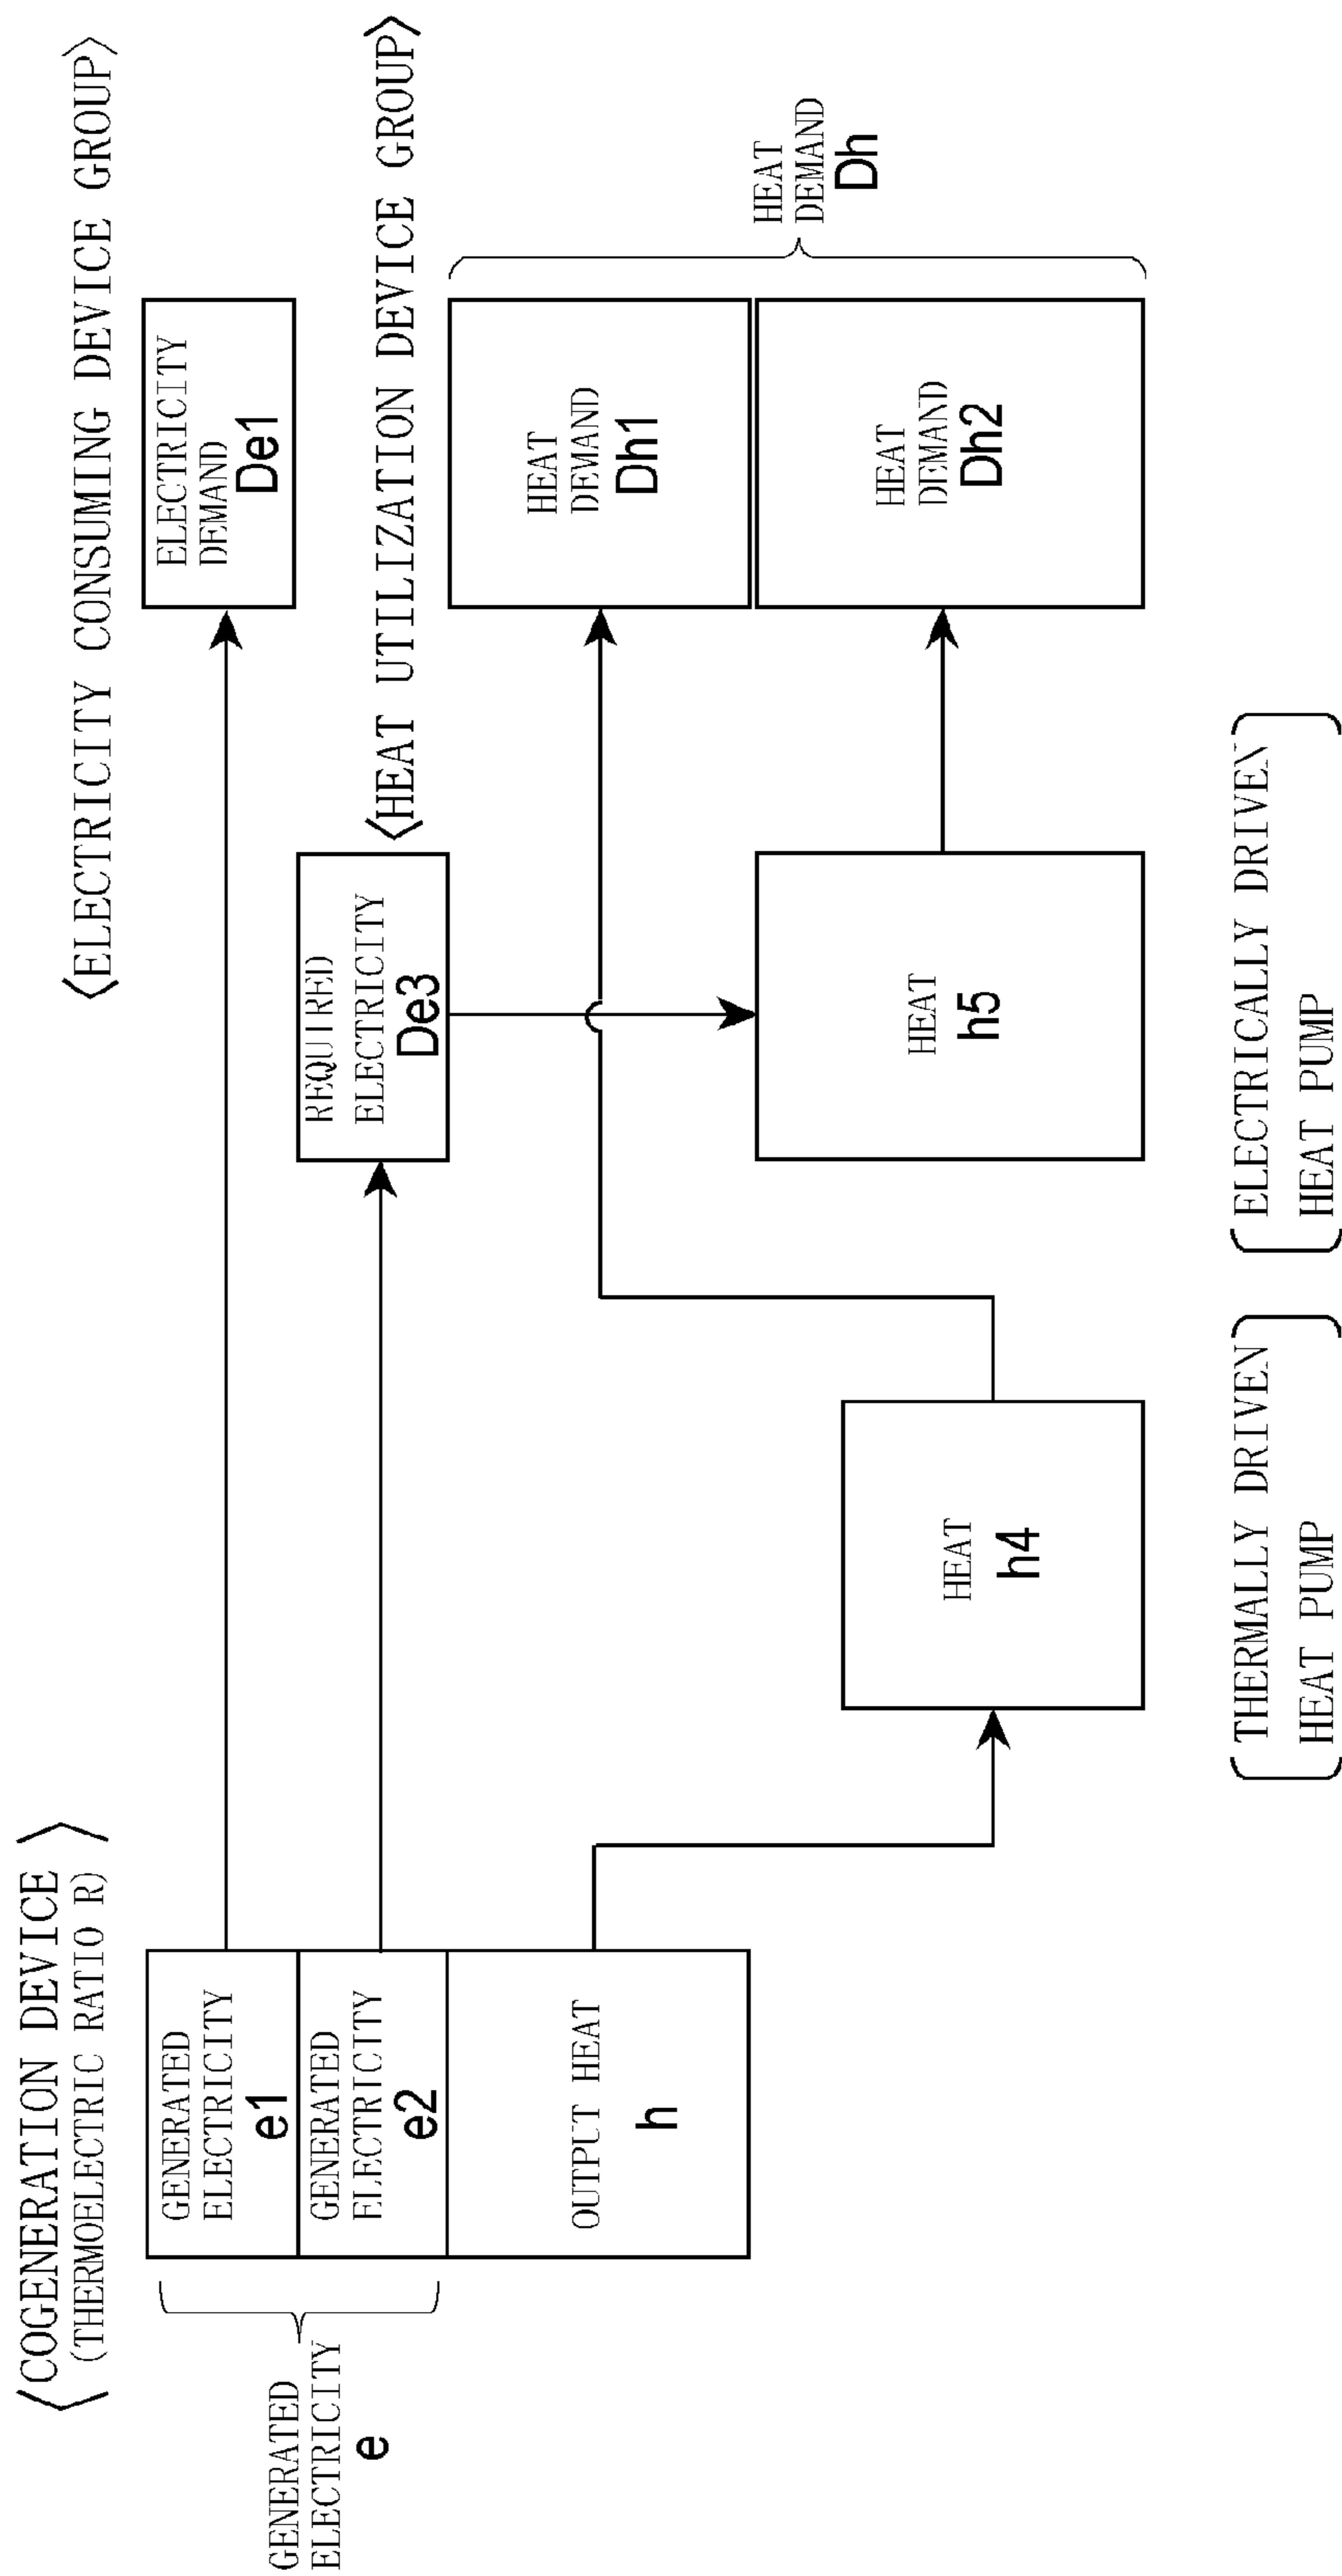 <COGENERATION DEVICE>
(THERMOELECTRIC RATIO R)
<ELECTRICITY CONSUMING DEVICE GROUP>
GENERATED
ELECTRICITY
e
GENERATED
ELECTRICITY
e1
GENERATED
ELECTRICITY
e2
OUTPUT HEAT
h
ELECTRICITY
DEMAND
De1
REQUIRED
ELECTRICITY
De3
<HEAT UTILIZATION DEVICE GROUP>
HEAT
h4
HEAT
h5
HEAT
DEMAND
Dh1
HEAT
DEMAND
Dh2
HEAT
DEMAND
Dh
THERMALLY DRIVEN
HEAT PUMP
ELECTRICALLY DRIVEN
HEAT PUMP